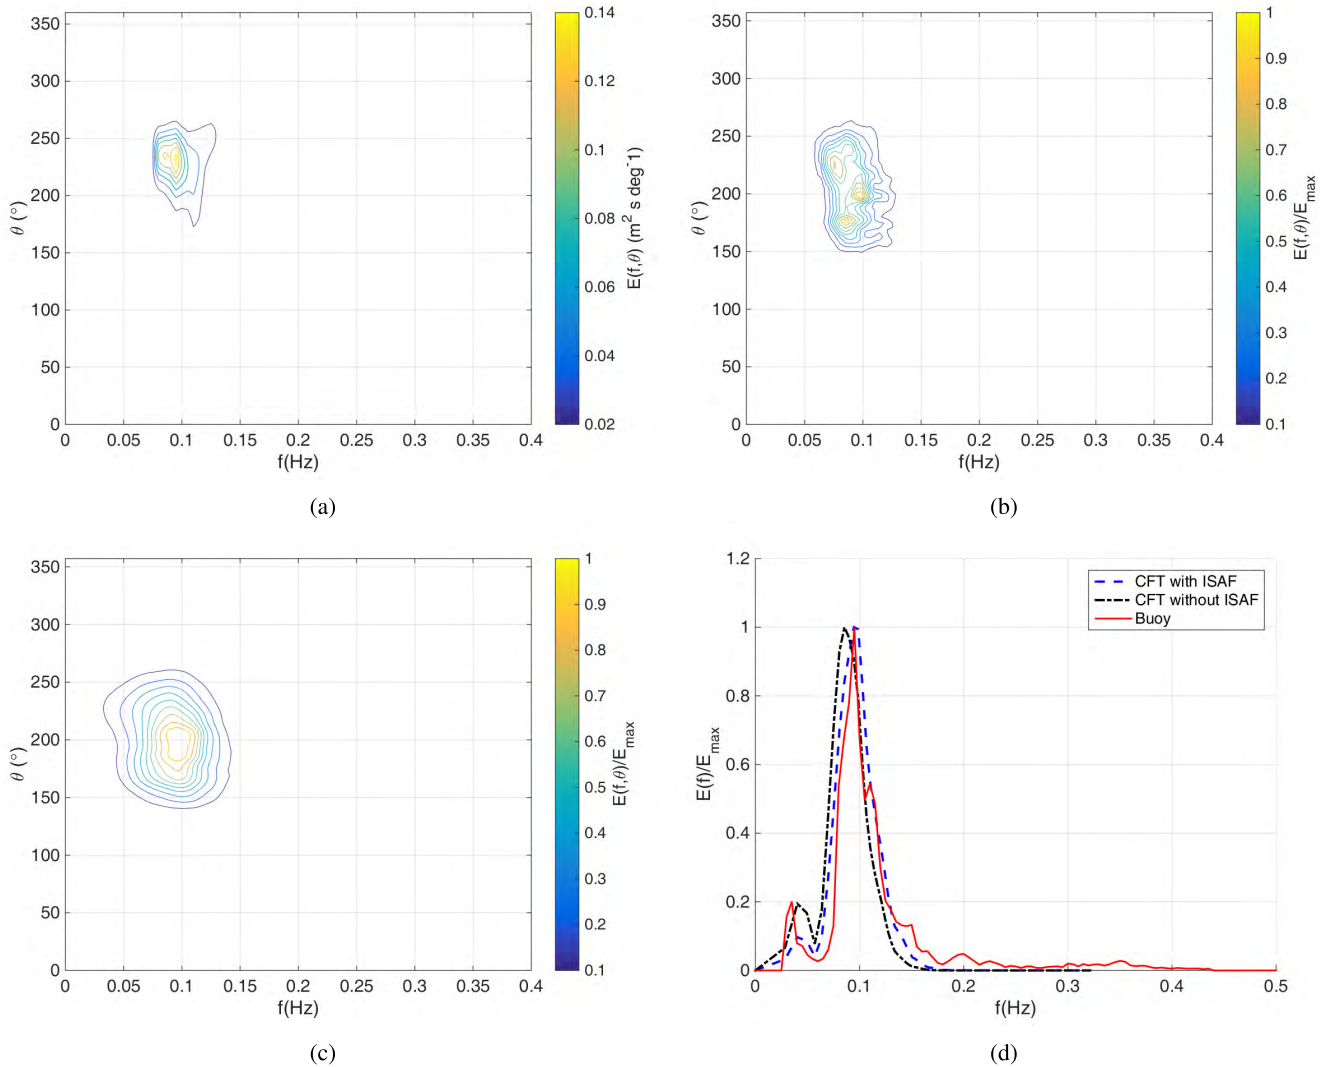 350
300
250
200
150
100
50
0
θ (°)
0 0.05 0.1 0.15 0.2 0.25 0.3 0.35 0.4
f(Hz)
0.14
0.12
0.1
0.08
0.06
0.04
0.02
E(f,θ) (m² s deg⁻¹)
(a)
350
300
250
200
150
100
50
0
θ (°)
0 0.05 0.1 0.15 0.2 0.25 0.3 0.35 0.4
f(Hz)
1
0.9
0.8
0.7
0.6
0.5
0.4
0.3
0.2
0.1
E(f,θ)/E_max
(b)
350
300
250
200
150
100
50
0
θ (°)
0 0.05 0.1 0.15 0.2 0.25 0.3 0.35 0.4
f(Hz)
1
0.9
0.8
0.7
0.6
0.5
0.4
0.3
0.2
0.1
E(f,θ)/E_max
(c)
1.2
1
0.8
0.6
0.4
0.2
0
E(f)/E_max
0 0.1 0.2 0.3 0.4 0.5
f(Hz)
CFT with ISAF
CFT without ISAF
Buoy
(d)